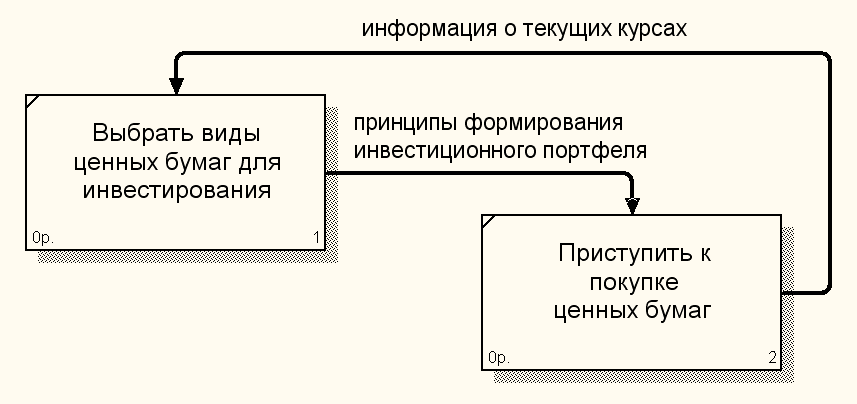 информация о текущих курсах
Выбрать виды
ценных бумаг для
инвестирования
0р.
1
принципы формирования
инвестиционного портфеля
Приступить к
покупке
ценных бумаг
0р.
2